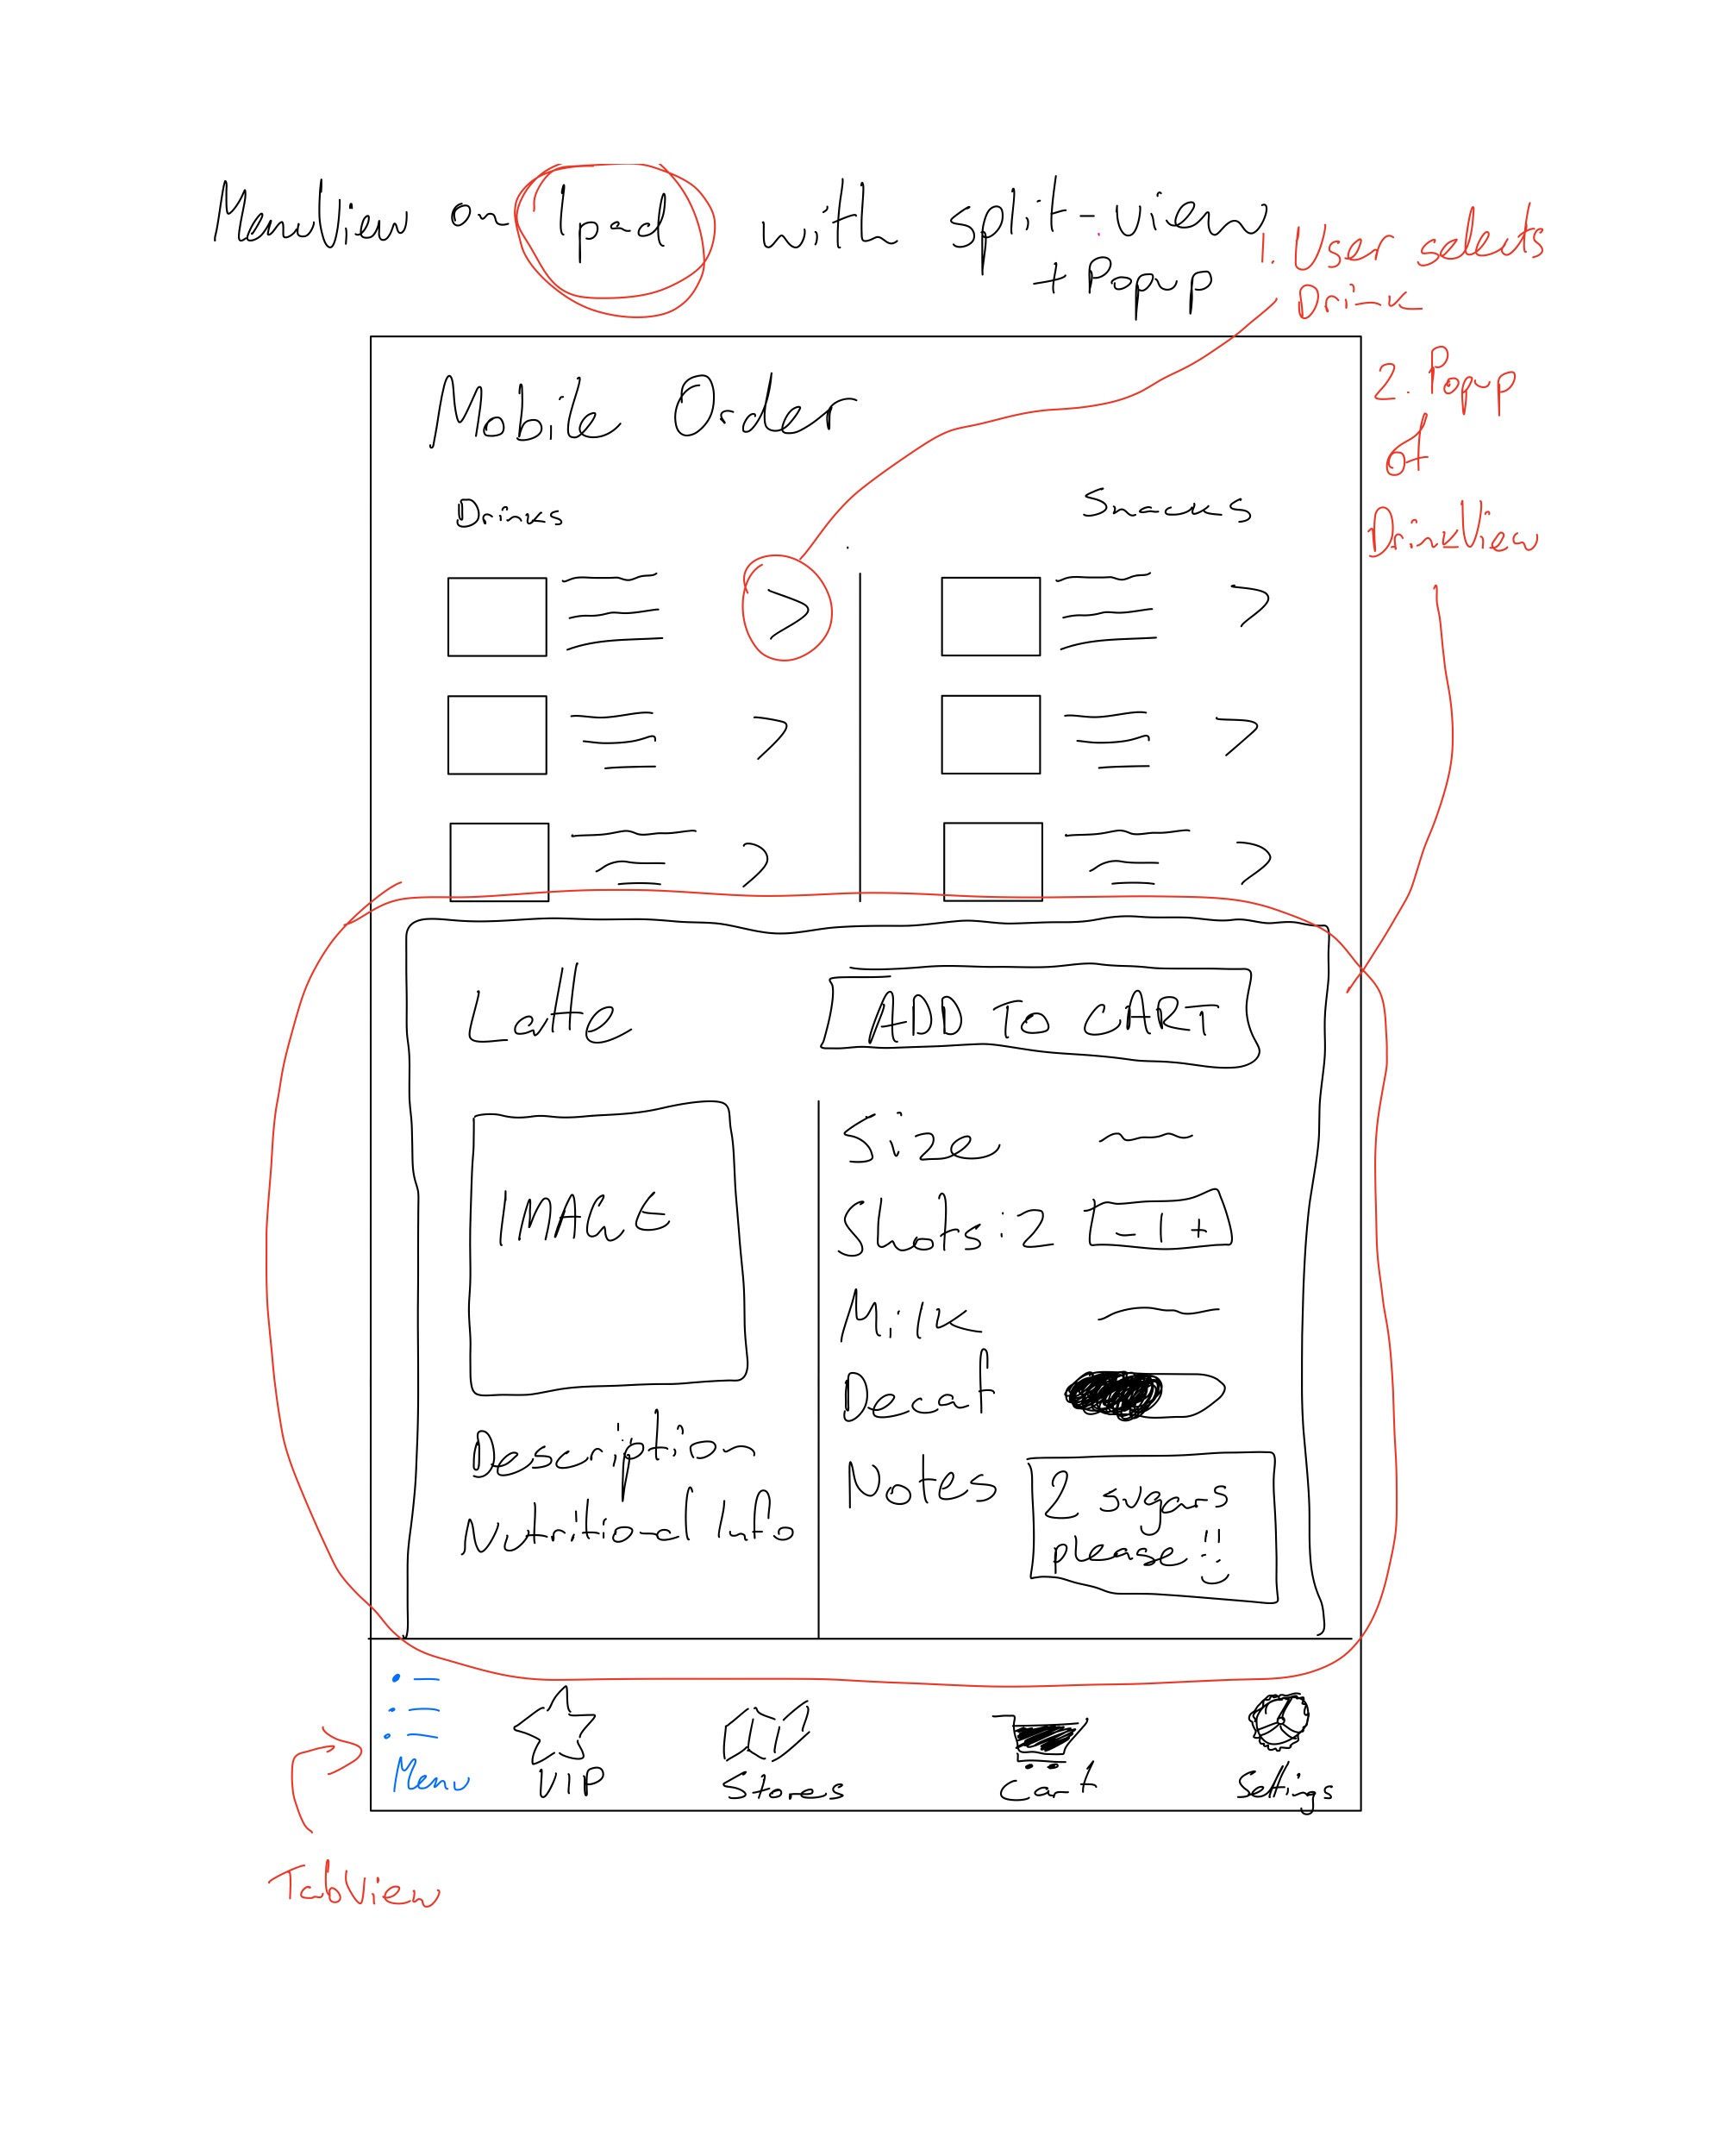 MenuView on Ipad with split-view
+ Popup
1. User selects
Drink
2. Popup
of
DrinkView
Mobile Order
Drinks
Snacks
Latte
ADD TO CART
IMAGE
Description
Nutritional Info
Size
Shots: 2
- | +
Milk
Decaf
Notes
2 sugars
please!!
Menu
VIP
Stores
Cart
Settings
TabView